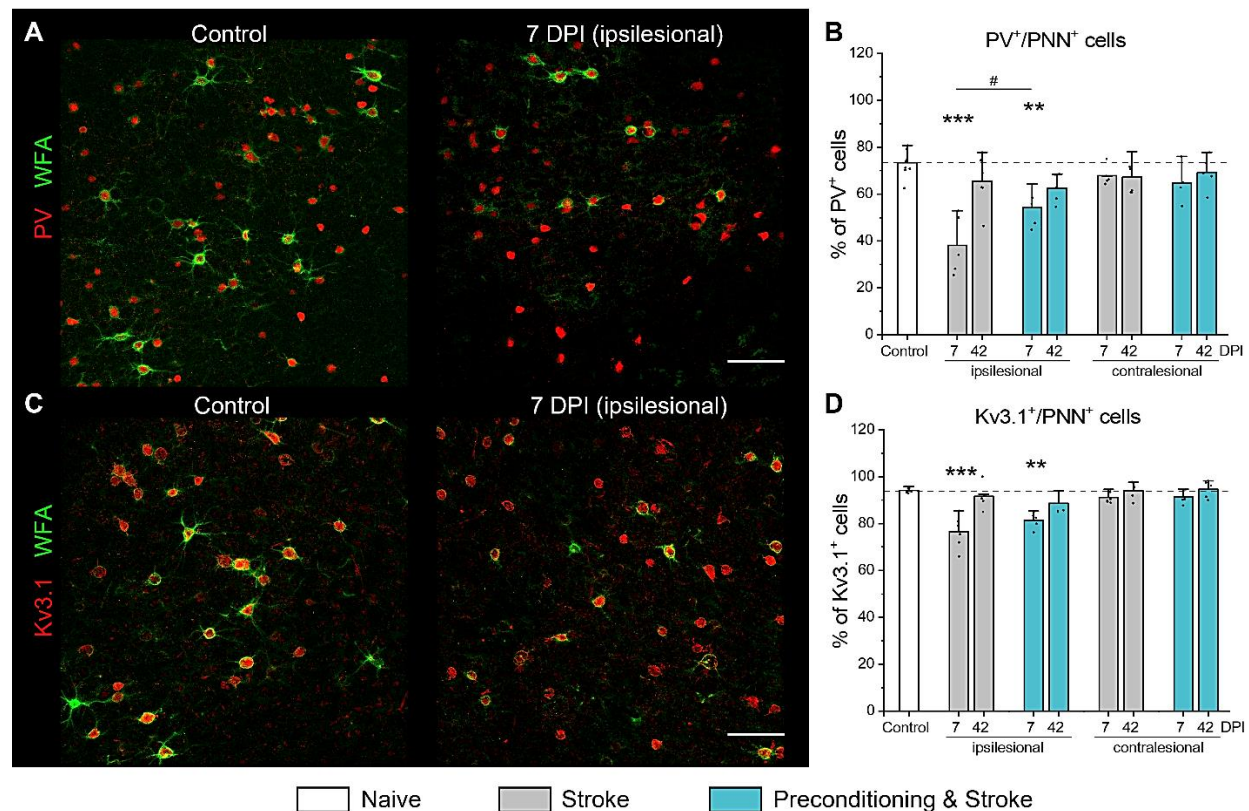 A
Control
7 DPI (ipsilesional)
PV WFA
B
PV⁺/PNN⁺ cells
% of PV⁺ cells
120
100
80
60
40
20
0
#
***
**
Control
7 42 7 42 7 42 7 42 DPI
ipsilesional contralesional
C
Control
7 DPI (ipsilesional)
Kv3.1 WFA
D
Kv3.1⁺/PNN⁺ cells
% of Kv3.1⁺ cells
120
100
80
60
40
20
0
***
**
Control
7 42 7 42 7 42 7 42 DPI
ipsilesional contralesional
Naive Stroke Preconditioning & Stroke